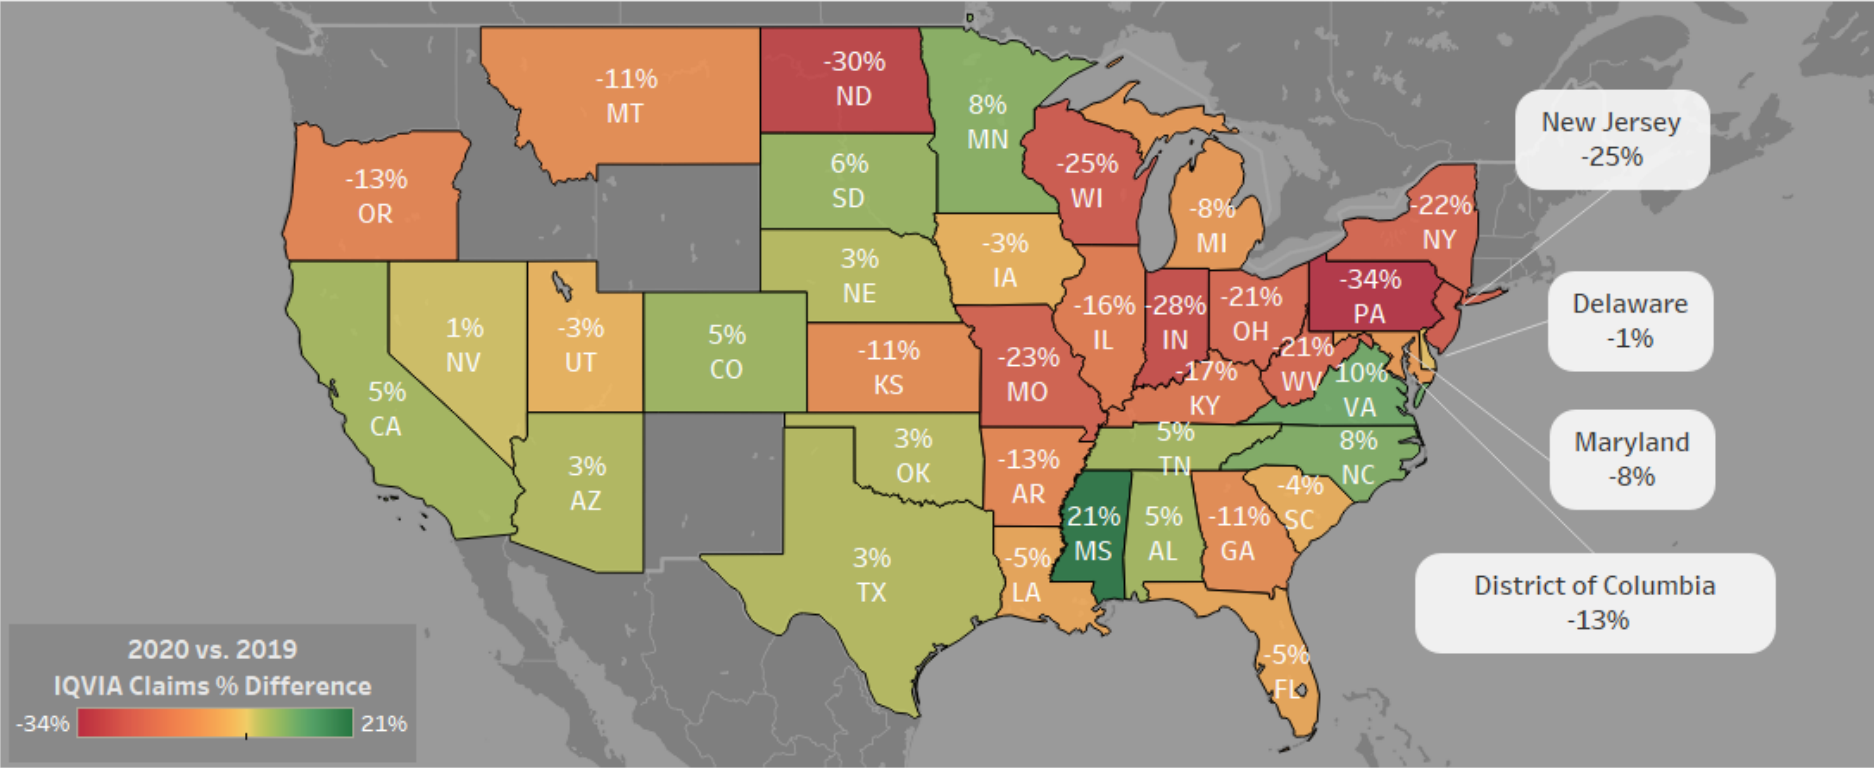 -11%
MT
-30%
ND
8%
MN
-13%
OR
6%
SD
-25%
WI
-8%
MI
-22%
NY
New Jersey
-25%
1%
NV
-3%
UT
5%
CO
3%
NE
-3%
IA
-16%
IL
-28%
IN
-21%
OH
-34%
PA
Delaware
-1%
5%
CA
-11%
KS
-23%
MO
-17%
KY
-21%
WV
10%
VA
Maryland
-8%
3%
AZ
3%
OK
-13%
AR
5%
TN
8%
NC
3%
TX
-5%
LA
21%
MS
5%
AL
-11%
GA
-4%
SC
District of Columbia
-13%
-5%
FL
2020 vs. 2019
IQVIA Claims % Difference
-34%
21%